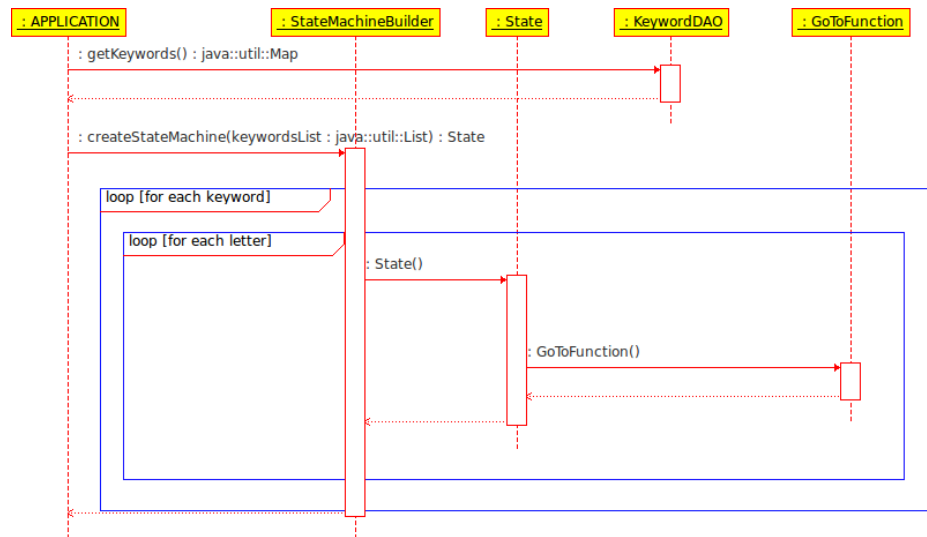 : APPLICATION
: StateMachineBuilder
: State
: KeywordDAO
: GoToFunction
: getKeywords() : java::util::Map
: createStateMachine(keywordsList : java::util::List) : State
loop [for each keyword]
loop [for each letter]
: State()
: GoToFunction()